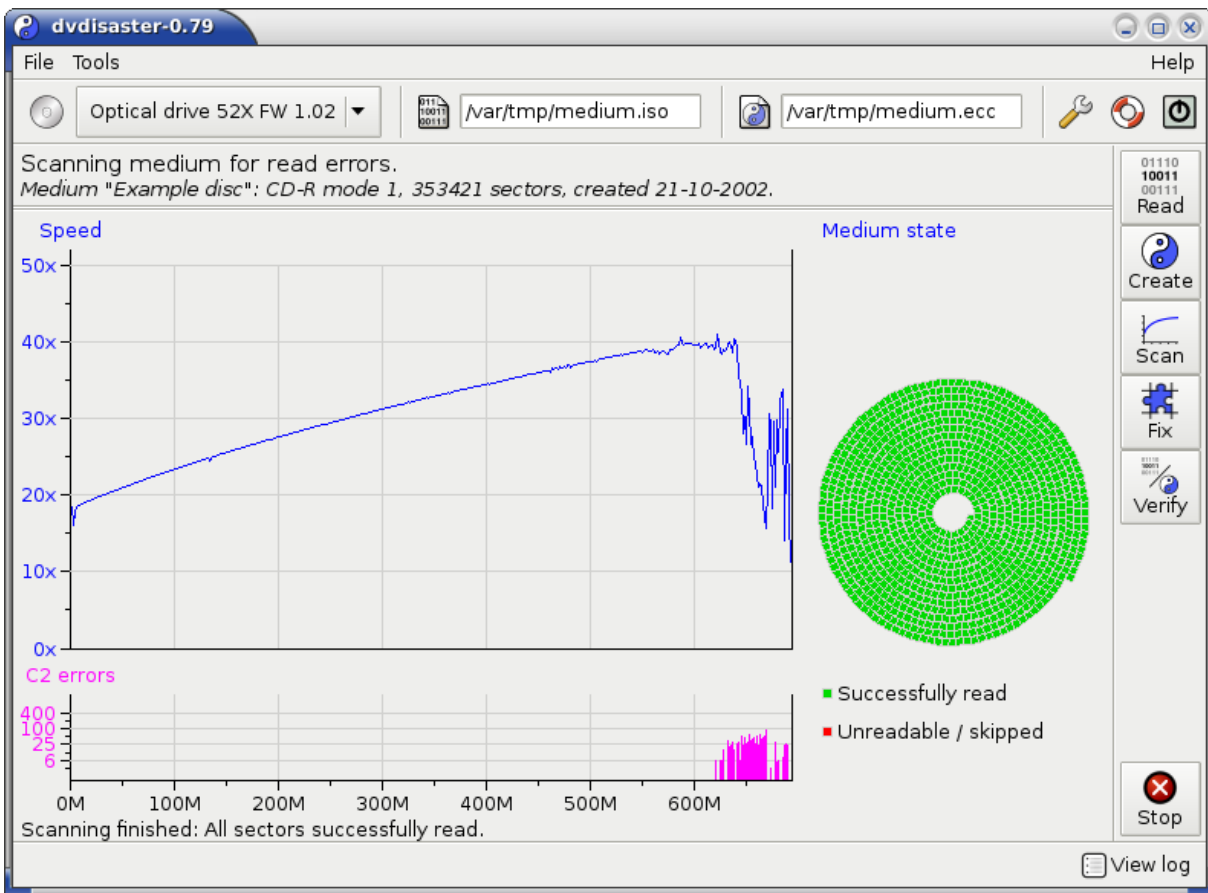 dvdisaster-0.79
File Tools Help
Optical drive 52X FW 1.02 /var/tmp/medium.iso /var/tmp/medium.ecc
Scanning medium for read errors.
Medium "Example disc": CD-R mode 1, 353421 sectors, created 21-10-2002.
Speed
50x
40x
30x
20x
10x
0x
C2 errors
400
100
25
6
0M 100M 200M 300M 400M 500M 600M
Scanning finished: All sectors successfully read.
Medium state
Successfully read
Unreadable / skipped
01110
10011
00111
Read
Create
Scan
Fix
Verify
Stop
View log